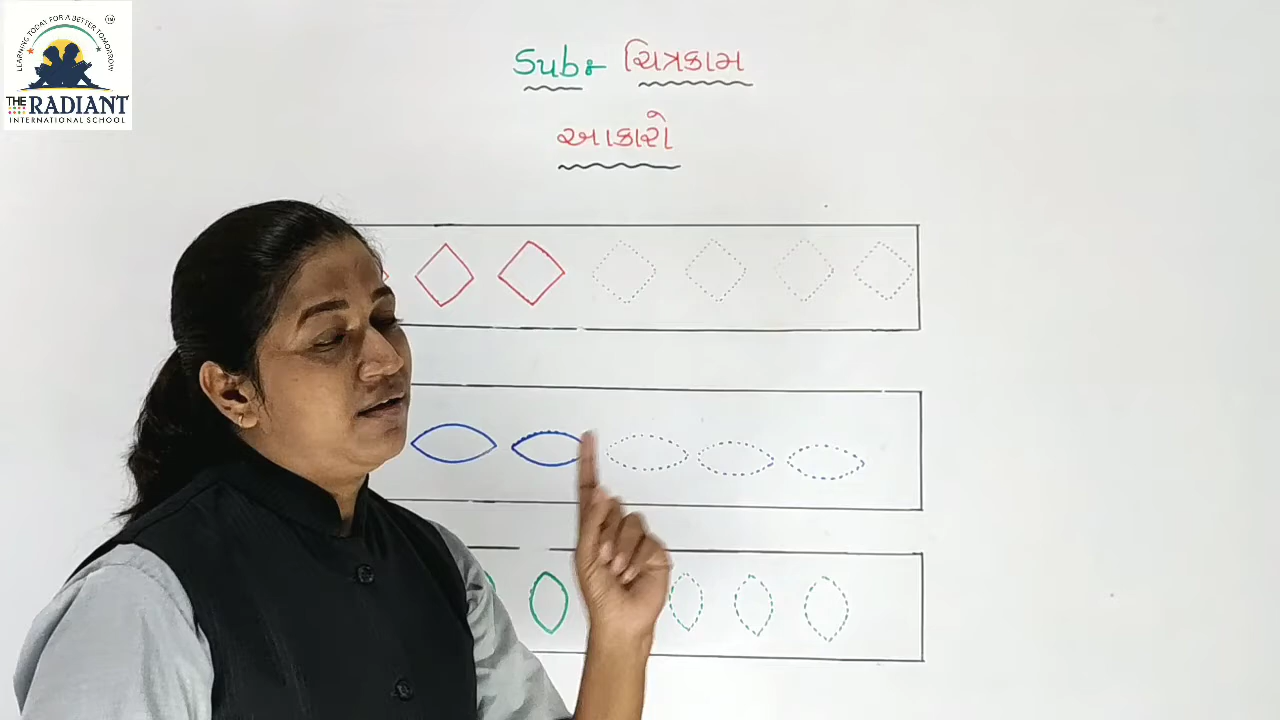 LEARNING TODAY FOR A BETTER TOMORROW
THE RADIANT
INTERNATIONAL SCHOOL
Sub:- ચિત્રકામ
આકારો